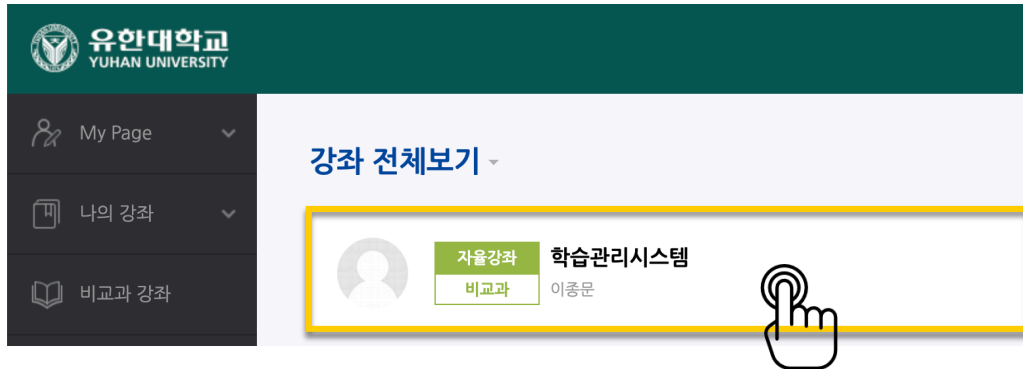 유한대학교
YUHAN UNIVERSITY
My Page
나의 강좌
비교과 강좌
강좌 전체보기
자율강좌 학습관리시스템
비교과 이종문